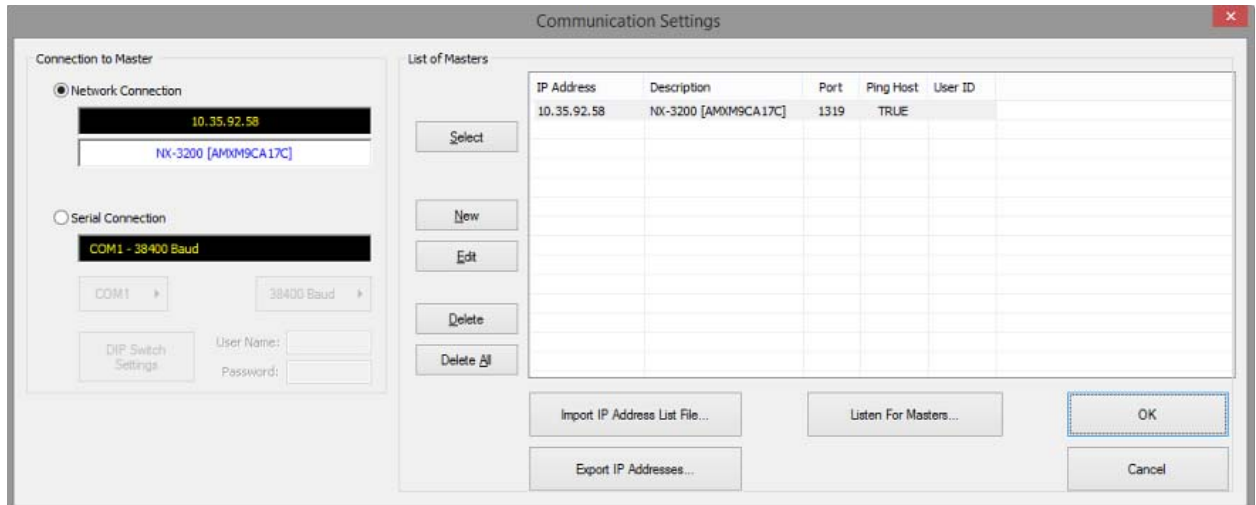 Communication Settings
Connection to Master
Network Connection
10.35.92.58
NX-3200 [AMXM9CA17C]
Serial Connection
COM1 - 38400 Baud
COM1
38400 Baud
DIP Switch
Settings
User Name:
Password:
List of Masters
Select
New
Edit
Delete
Delete All
IP Address Description Port Ping Host User ID
10.35.92.58 NX-3200 [AMXM9CA17C] 1319 TRUE
Import IP Address List File...
Listen For Masters...
OK
Export IP Addresses...
Cancel